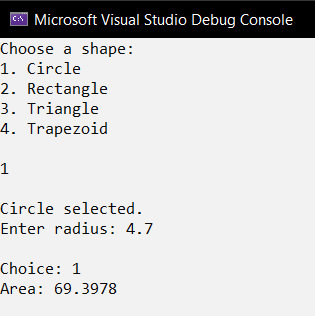 Microsoft Visual Studio Debug Console
Choose a shape:
1. Circle
2. Rectangle
3. Triangle
4. Trapezoid
1
Circle selected.
Enter radius: 4.7
Choice: 1
Area: 69.3978